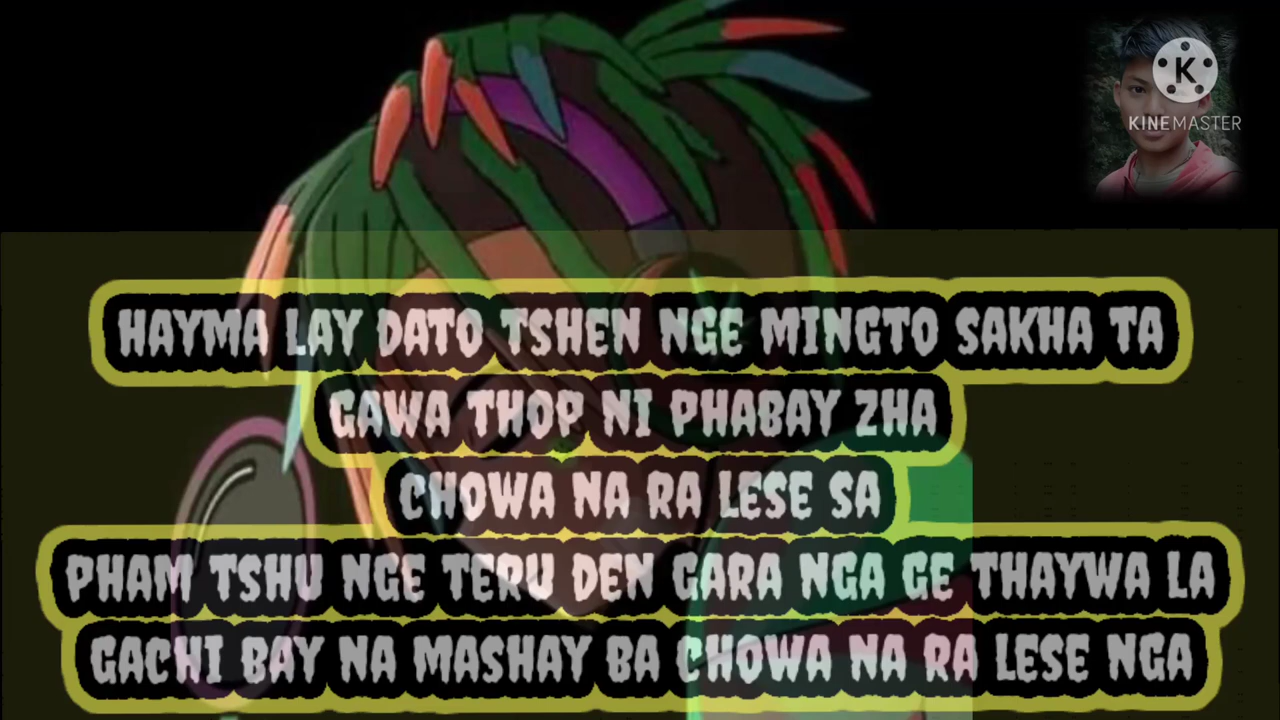 K
KINEMASTER
HAYMA LAY DATO TSHEN NGE MINGTO SAKHA TA
GAWA THOP NI PHABAY ZHA
CHOWA NA RA LESE SA
PHAM TSHU NGE TERU DEN GARA NGA GE THAYWA LA
GACHI BAY NA MASHAY BA CHOWA NA RA LESE NGA